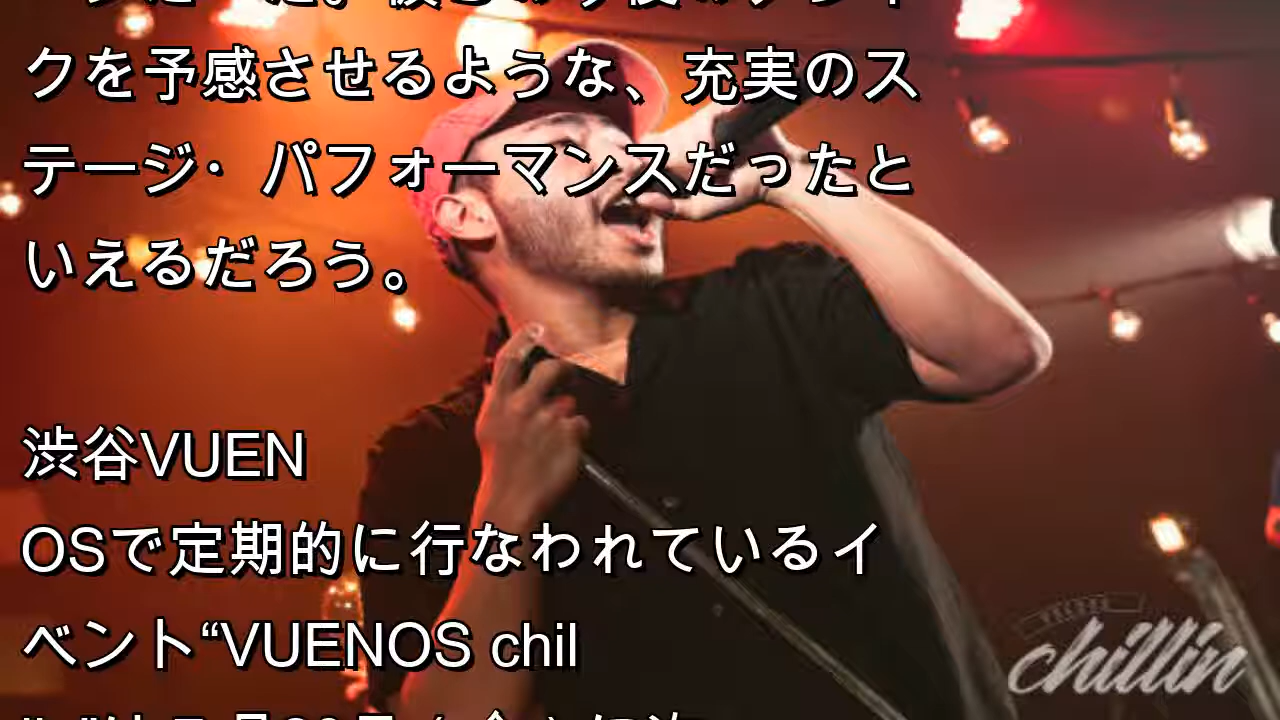 クを予感させるような、充実のス
テージ・パフォーマンスだったと
いえるだろう。
渋谷VUEN
OSで定期的に行なわれているイ
ベント“VUENOS chil
chillin